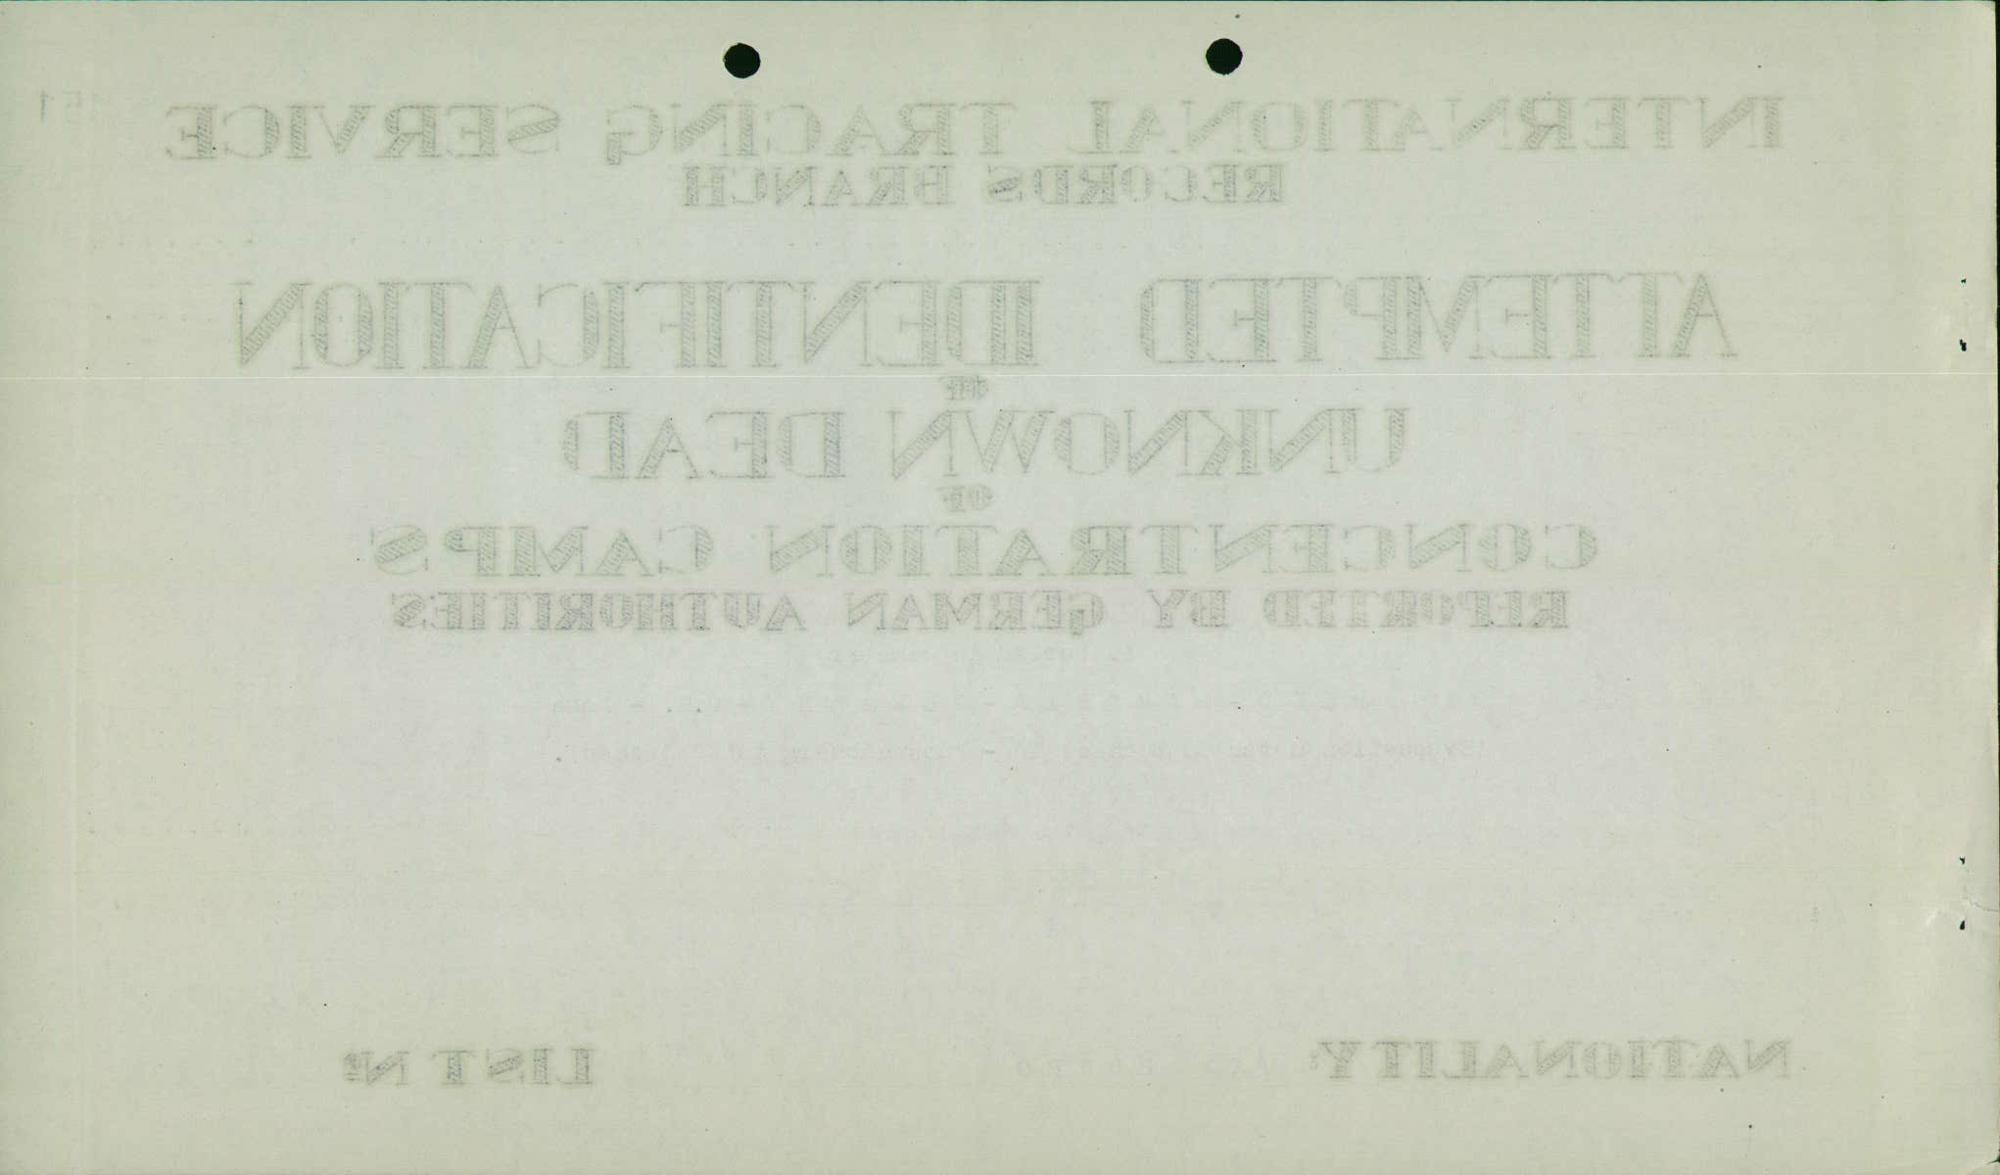 151
INTERNATIONAL TRACING SERVICE
RECORDS BRANCH
ATTEMPTED IDENTIFICATION
OF
UNKNOWN DEAD
OF
CONCENTRATION CAMPS
REPORTED BY GERMAN AUTHORITIES
NATIONALITY: LIST Nº